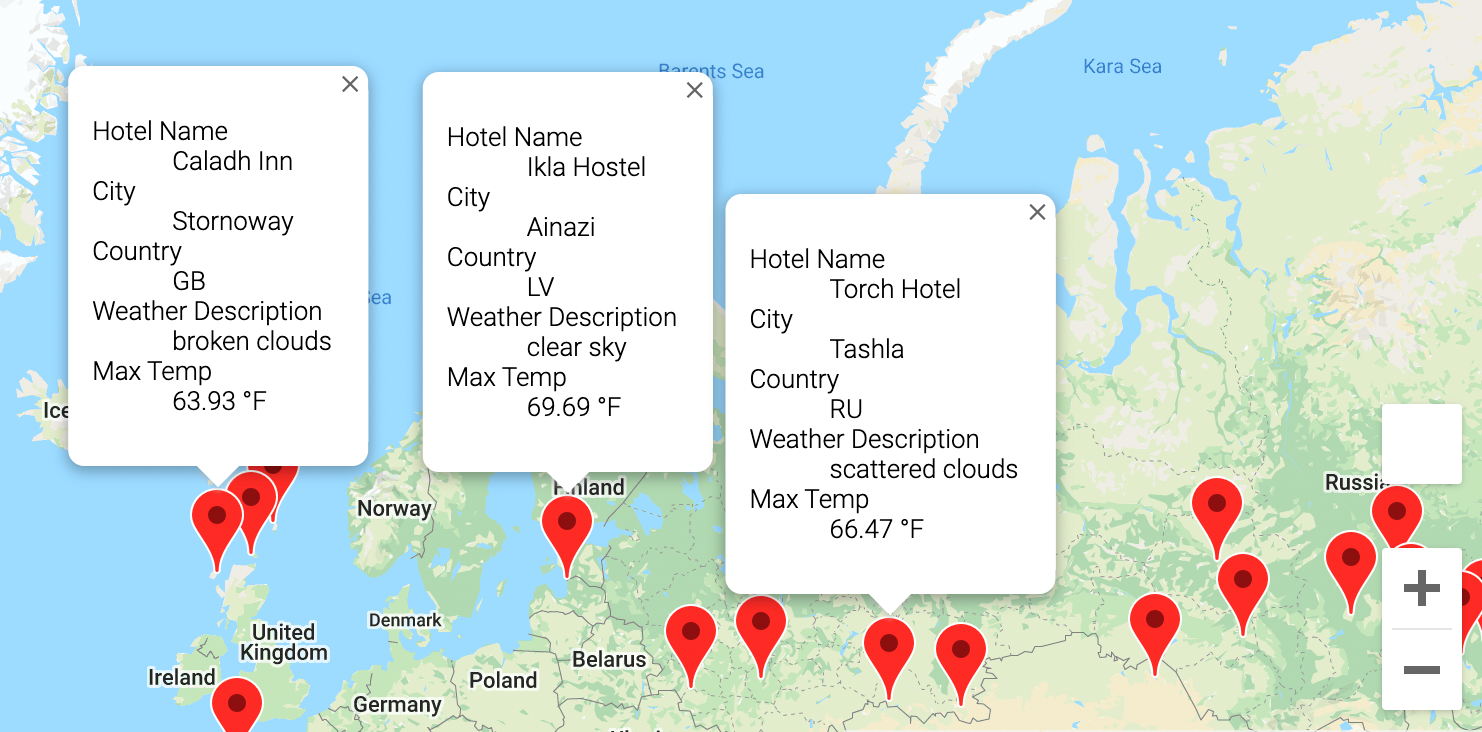 Barents Sea
Kara Sea
Hotel Name
Caladh Inn
City
Stornoway
Country
GB
Weather Description
broken clouds
Max Temp
63.93 °F
Hotel Name
Ikla Hostel
City
Ainazi
Country
LV
Weather Description
clear sky
Max Temp
69.69 °F
Hotel Name
Torch Hotel
City
Tashla
Country
RU
Weather Description
scattered clouds
Max Temp
66.47 °F
Sea
Ice
Finland
Norway
Russia
Denmark
United
Kingdom
Ireland
Belarus
Poland
Germany